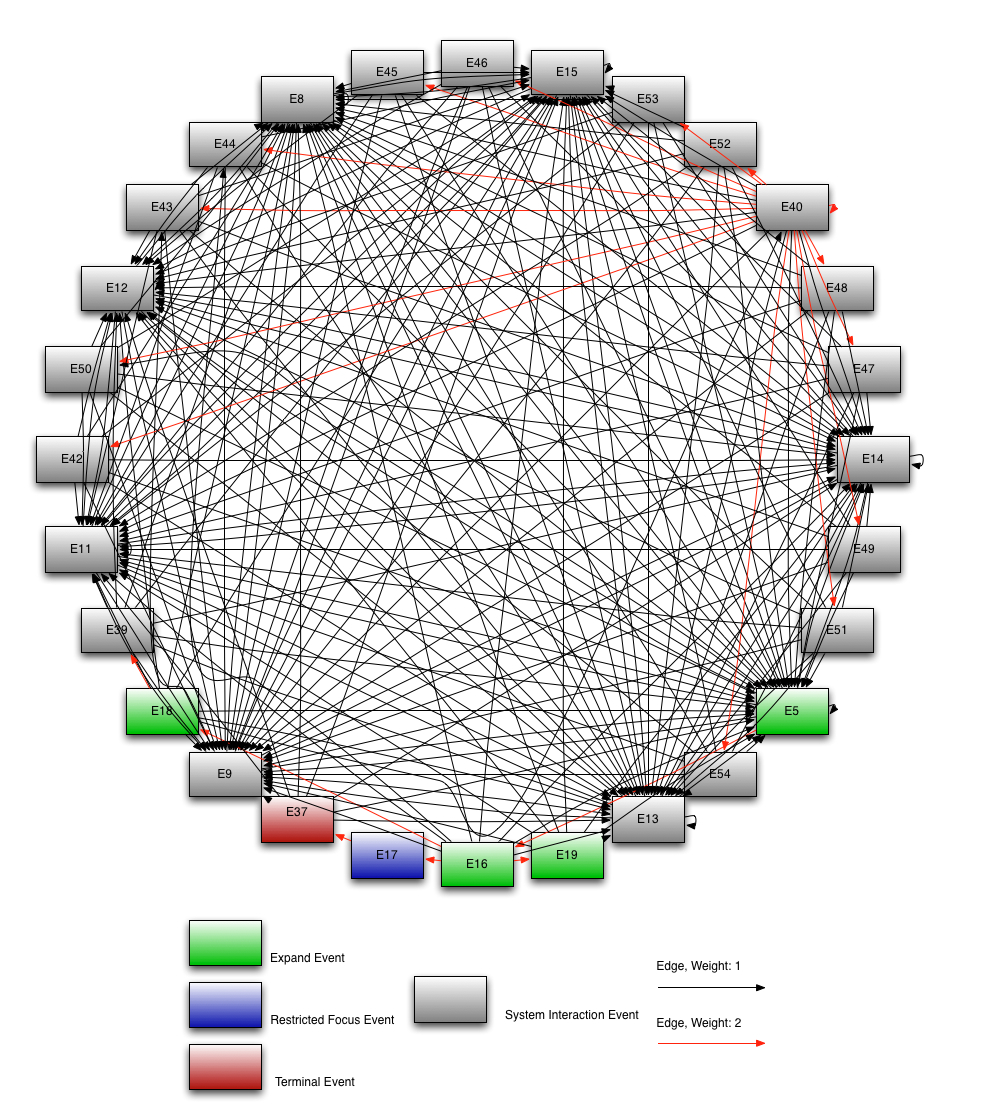 E46
E45
E15
E8
E53
E44
E52
E43
E40
E12
E48
E50
E47
E42
E14
E11
E49
E39
E51
E18
E5
E9
E54
E37
E13
E17
E19
E16
Expand Event
Edge, Weight: 1
Restricted Focus Event
System Interaction Event
Edge, Weight: 2
Terminal Event